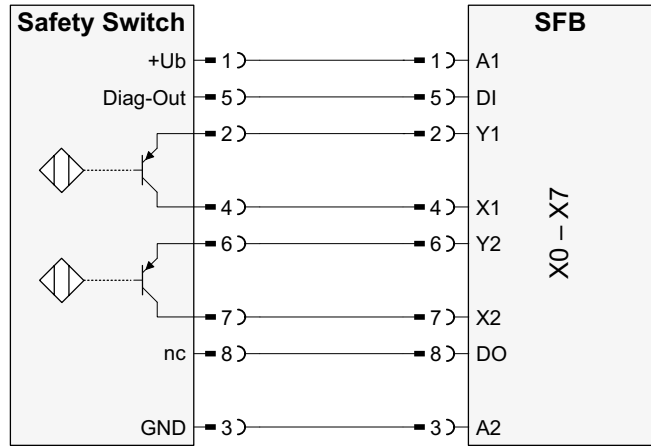 Safety Switch SFB
+Ub 1 1 A1
Diag-Out 5 5 DI
2 2 Y1
4 4 X1
6 6 Y2
7 7 X2
nc 8 8 DO
GND 3 3 A2
X0 – X7